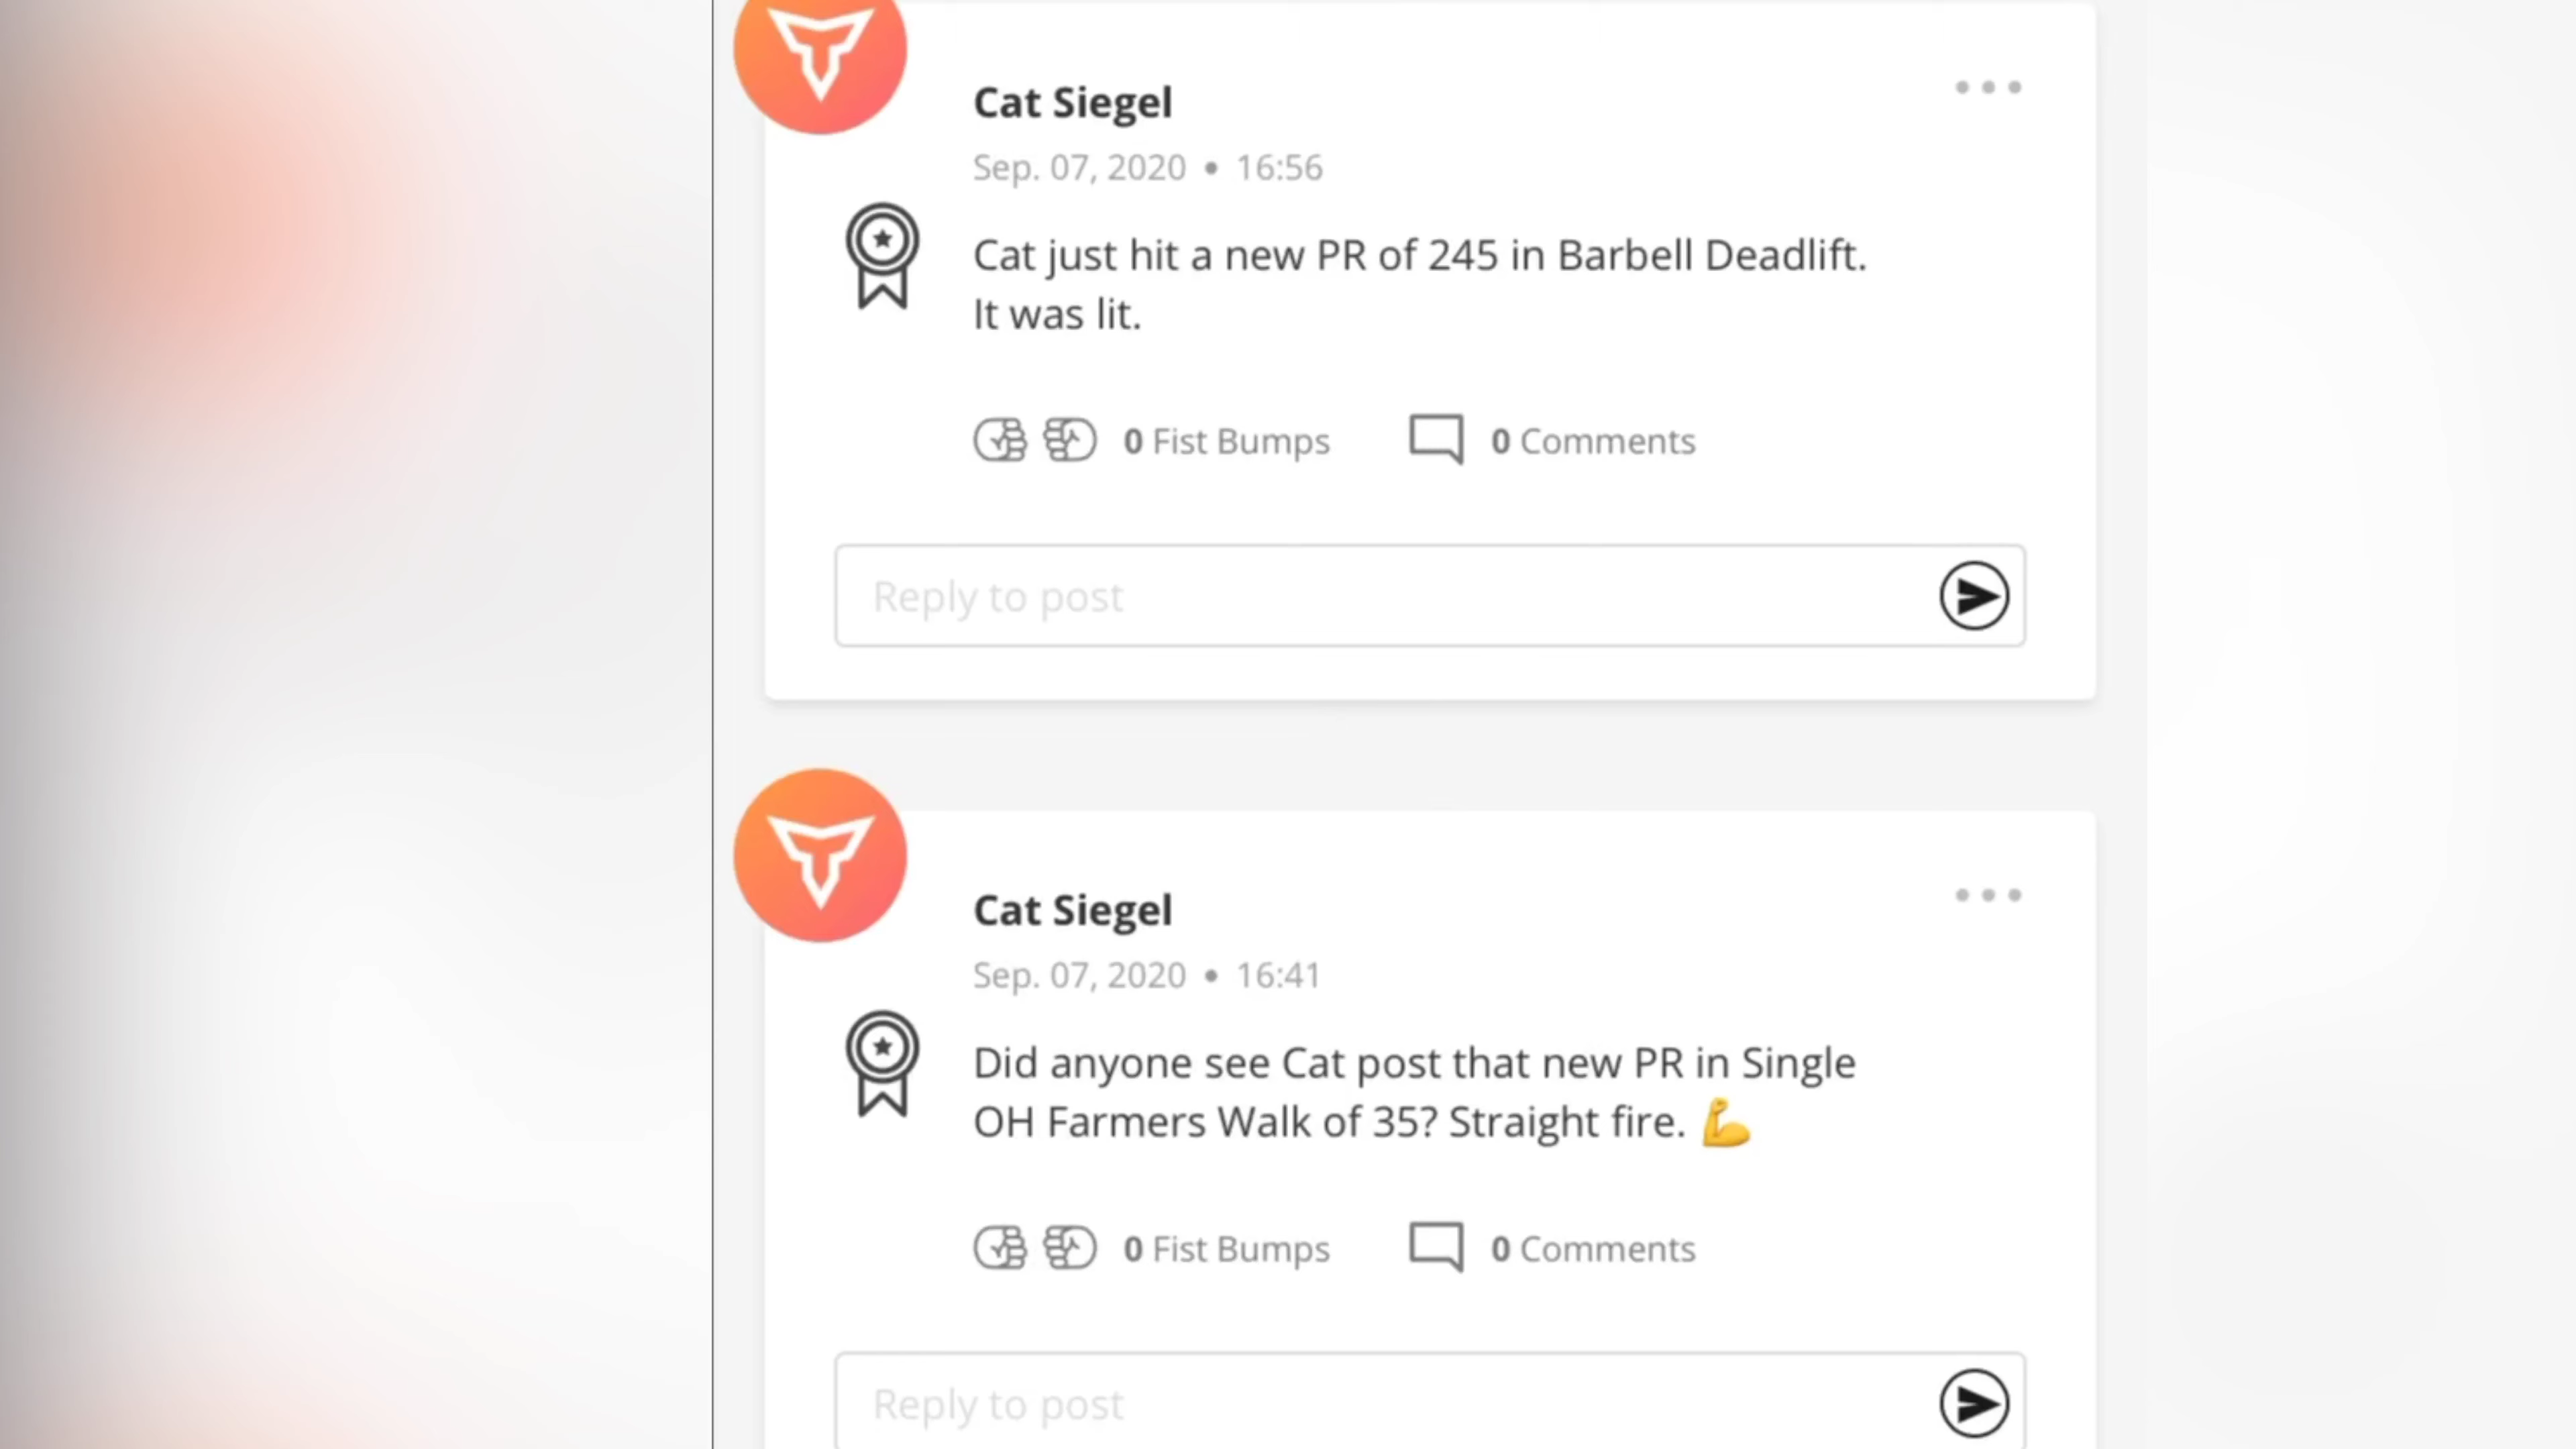 Cat Siegel
Sep. 07, 2020 • 16:56
Cat just hit a new PR of 245 in Barbell Deadlift.
It was lit.
0 Fist Bumps
0 Comments
Reply to post
Cat Siegel
Sep. 07, 2020 • 16:41
Did anyone see Cat post that new PR in Single
OH Farmers Walk of 35? Straight fire. 💪
0 Fist Bumps
0 Comments
Reply to post